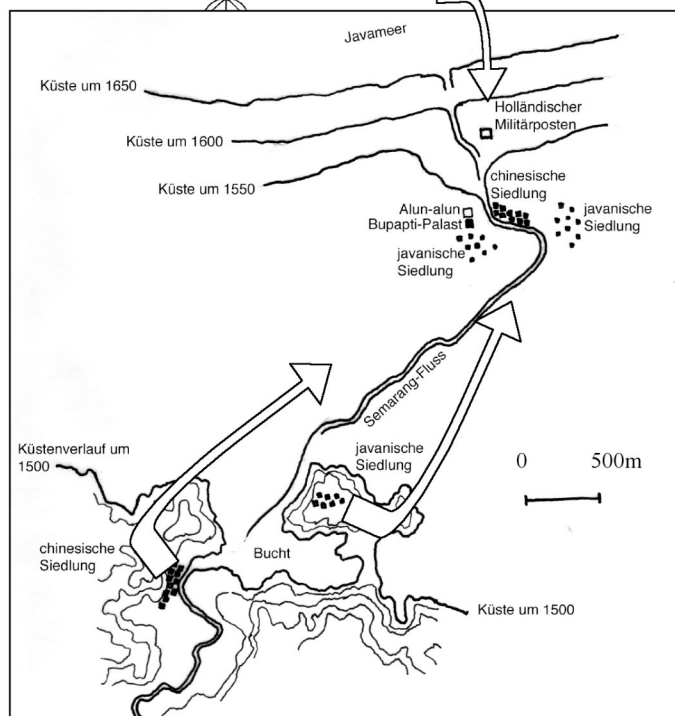 Javameer
Küste um 1650
Holländischer
Militärposten
Küste um 1600
chinesische
Siedlung
Küste um 1550
Alun-alun
Bupapti-Palast
javanische
Siedlung
javanische
Siedlung
Semarang-Fluss
javanische
Siedlung
Küstenverlauf um
1500
0 500m
chinesische
Siedlung
Bucht
Küste um 1500